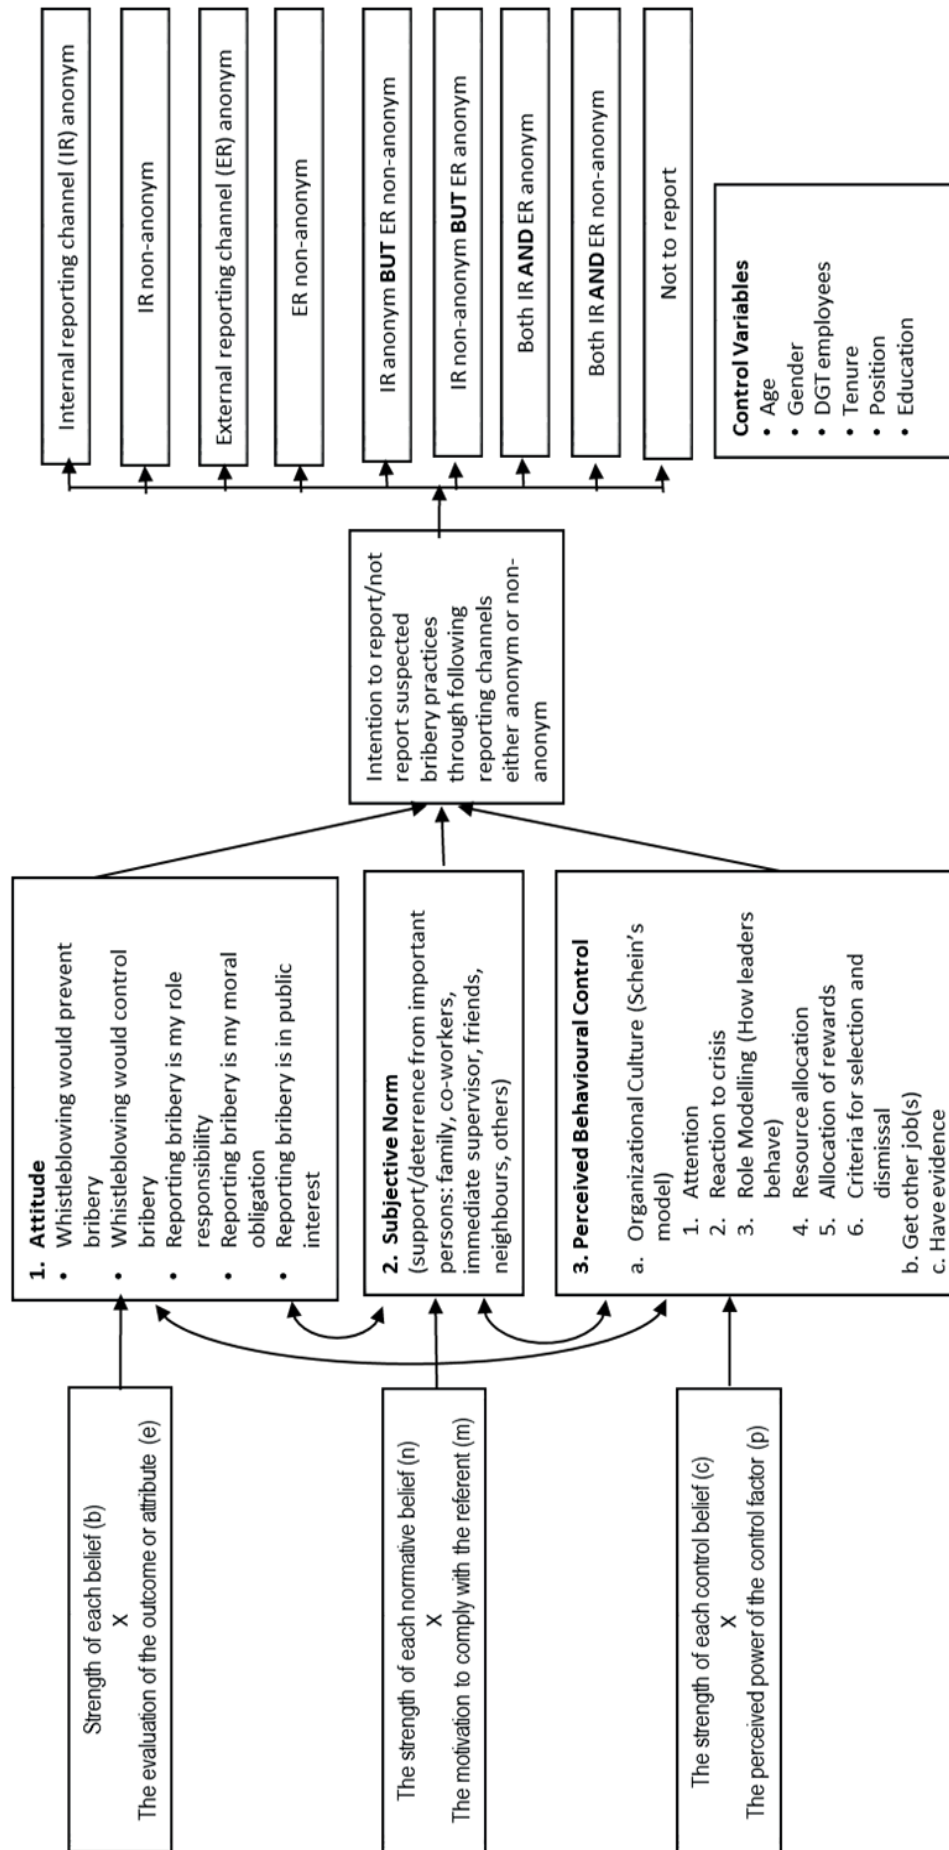 Strength of each belief (b)
X
The evaluation of the outcome or attribute (e)
The strength of each normative belief (n)
X
The motivation to comply with the referent (m)
The strength of each control belief (c)
X
The perceived power of the control factor (p)
1. Attitude
• Whistleblowing would prevent
bribery
• Whistleblowing would control
bribery
• Reporting bribery is my role
responsibility
• Reporting bribery is my moral
obligation
• Reporting bribery is in public
interest
2. Subjective Norm
(support/deterrence from important
persons: family, co-workers,
immediate supervisor, friends,
neighbours, others)
3. Perceived Behavioural Control
a. Organizational Culture (Schein's
model)
1. Attention
2. Reaction to crisis
3. Role Modelling (How leaders
behave)
4. Resource allocation
5. Allocation of rewards
6. Criteria for selection and
dismissal
b. Get other job(s)
c. Have evidence
Intention to report/not
report suspected
bribery practices
through following
reporting channels
either anonym or non-
anonym
Internal reporting channel (IR) anonym
IR non-anonym
External reporting channel (ER) anonym
ER non-anonym
IR anonym BUT ER non-anonym
IR non-anonym BUT ER anonym
Both IR AND ER anonym
Both IR AND ER non-anonym
Not to report
Control Variables
• Age
• Gender
• DGT employees
• Tenure
• Position
• Education